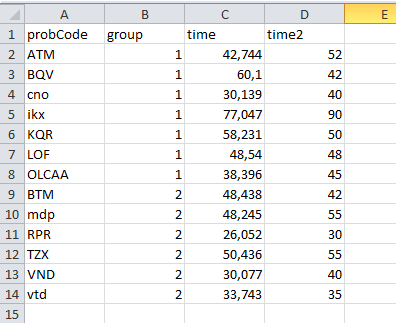 A B C D E
1 probCode group time time2
2 ATM 1 42,744 52
3 BQV 1 60,1 42
4 cno 1 30,139 40
5 ikx 1 77,047 90
6 KQR 1 58,231 50
7 LOF 1 48,54 48
8 OLCAA 1 38,396 45
9 BTM 2 48,438 42
10 mdp 2 48,245 55
11 RPR 2 26,052 30
12 TZX 2 50,436 55
13 VND 2 30,077 40
14 vtd 2 33,743 35
15